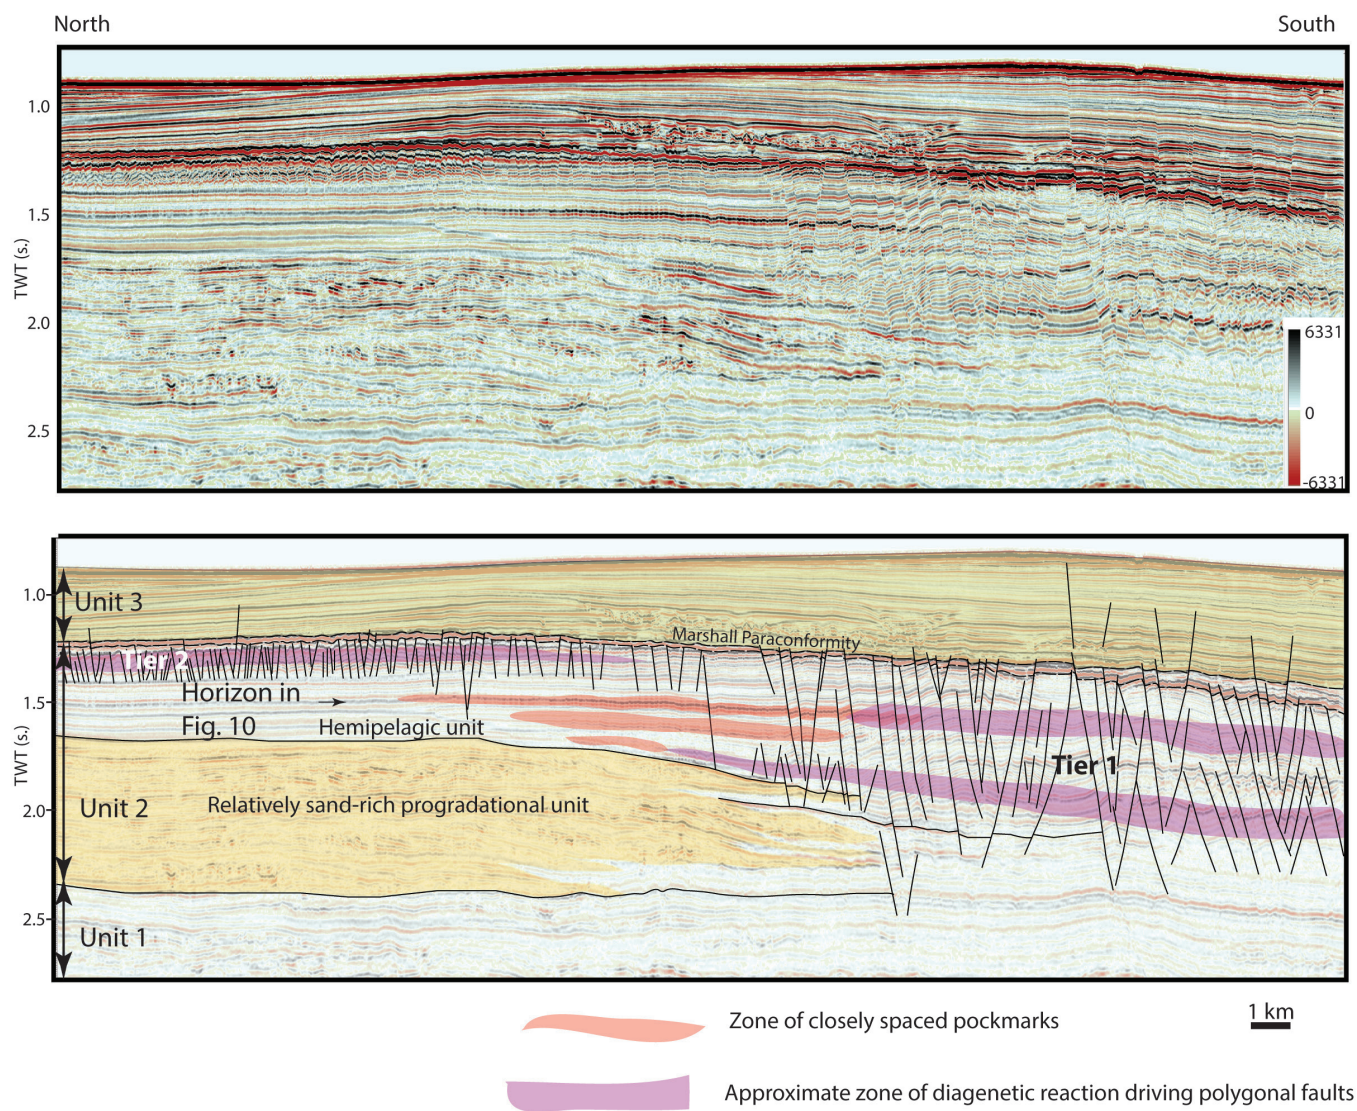 North
South
1.0
1.5
TWT (s.)
2.0
2.5
6331
0
-6331
1.0
Unit 3
Marshall Paraconformity
Tier 2
Horizon in
Fig. 10
1.5
Hemipelagic unit
TWT (s.)
Tier 1
Unit 2
Relatively sand-rich progradational unit
2.0
2.5
Unit 1
Zone of closely spaced pockmarks
1 km
Approximate zone of diagenetic reaction driving polygonal faults